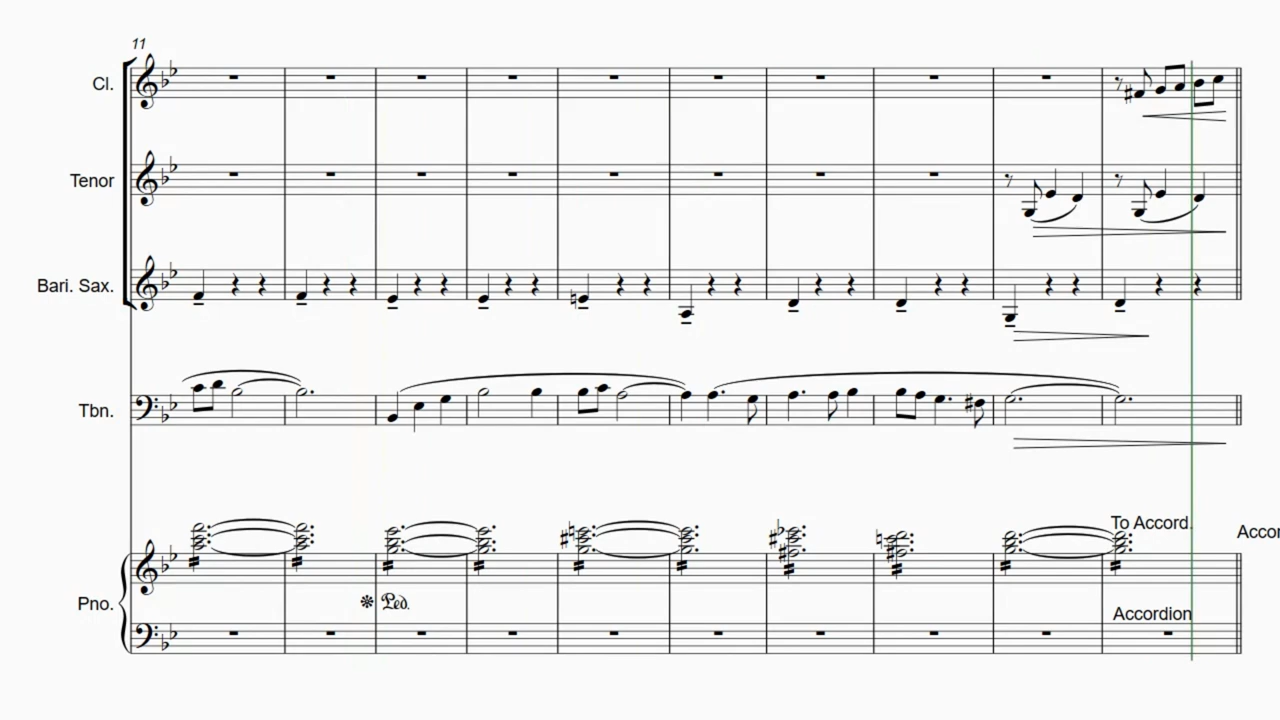 11
Cl.
Tenor
Bari. Sax.
Tbn.
To Accord.
Accor
Pno.
Ped.
Accordion